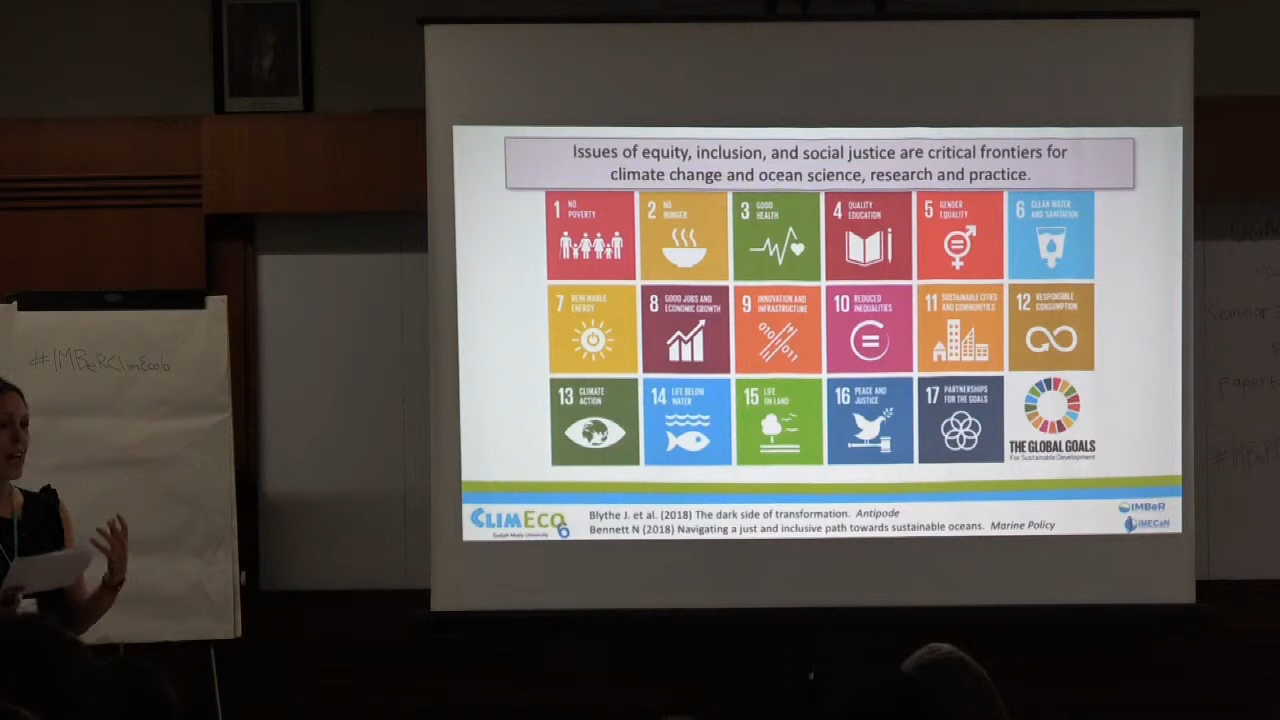 Issues of equity, inclusion, and social justice are critical frontiers for
climate change and ocean science, research and practice.
1 NO
POVERTY
2 NO
HUNGER
3 GOOD
HEALTH
4 QUALITY
EDUCATION
5 GENDER
EQUALITY
6 CLEAN WATER
AND SANITATION
7 RENEWABLE
ENERGY
8 GOOD JOBS AND
ECONOMIC GROWTH
9 INNOVATION AND
INFRASTRUCTURE
10 REDUCED
INEQUALITIES
11 SUSTAINABLE CITIES
AND COMMUNITIES
12 RESPONSIBLE
CONSUMPTION
13 CLIMATE
ACTION
14 LIFE BELOW
WATER
15 LIFE
ON LAND
16 PEACE AND
JUSTICE
17 PARTNERSHIPS
FOR THE GOALS
THE GLOBAL GOALS
For Sustainable Development
CLIMECO 6
Gadjah Mada University
Blythe J. et al. (2018) The dark side of transformation. Antipode
Bennett N (2018) Navigating a just and inclusive path towards sustainable oceans. Marine Policy
IMBeR
IMECaN
#IMBeRClimEco6